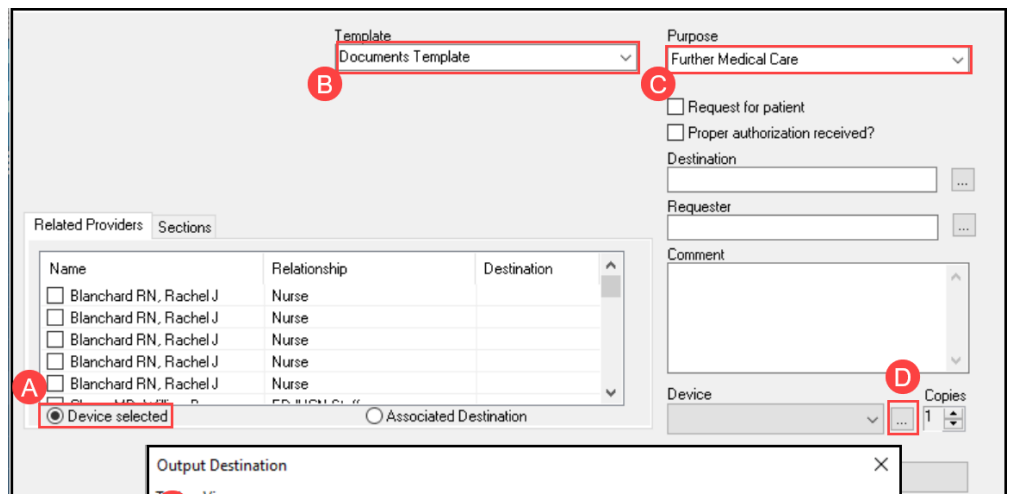 Template
Documents Template
B
Purpose
Further Medical Care
C
Request for patient
Proper authorization received?
Destination
...
Requester
...
Comment
Related Providers
Sections
Name Relationship Destination
Blanchard RN, Rachel J Nurse
Blanchard RN, Rachel J Nurse
Blanchard RN, Rachel J Nurse
Blanchard RN, Rachel J Nurse
Blanchard RN, Rachel J Nurse
A
Device selected
Associated Destination
D
Device
...
Copies
1
Output Destination